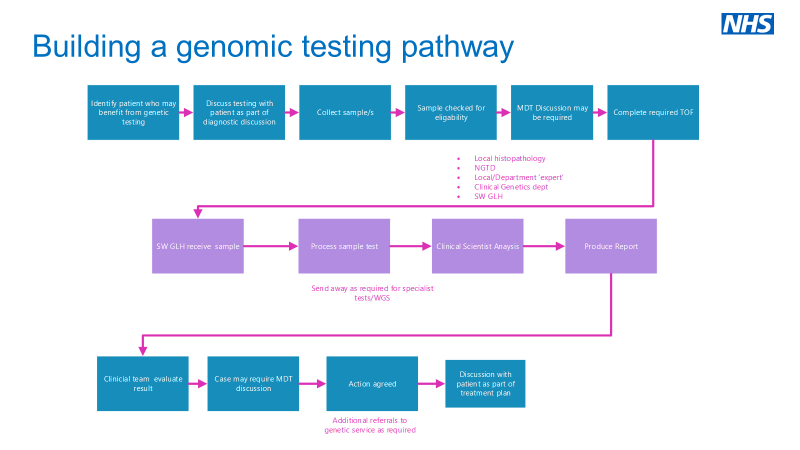 NHS
Building a genomic testing pathway
Identify patient who may
benefit from genetic
testing
Discuss testing with
patient as part of
diagnostic discussion
Collect sample/s
Sample checked for
eligability
MDT Discussion may
be required
Complete required TOF
• Local histopathology
• NGTD
• Local/Department 'expert'
• Clinical Genetics dept
• SW GLH
SW GLH receive sample
Process sample test
Clinical Scientist Anaysis
Produce Report
Send away as required for specialist
tests/WGS
Clinicial team evaluate
result
Case may require MDT
discussion
Action agreed
Discussion with
patient as part of
treatment plan
Additional referrals to
genetic service as required